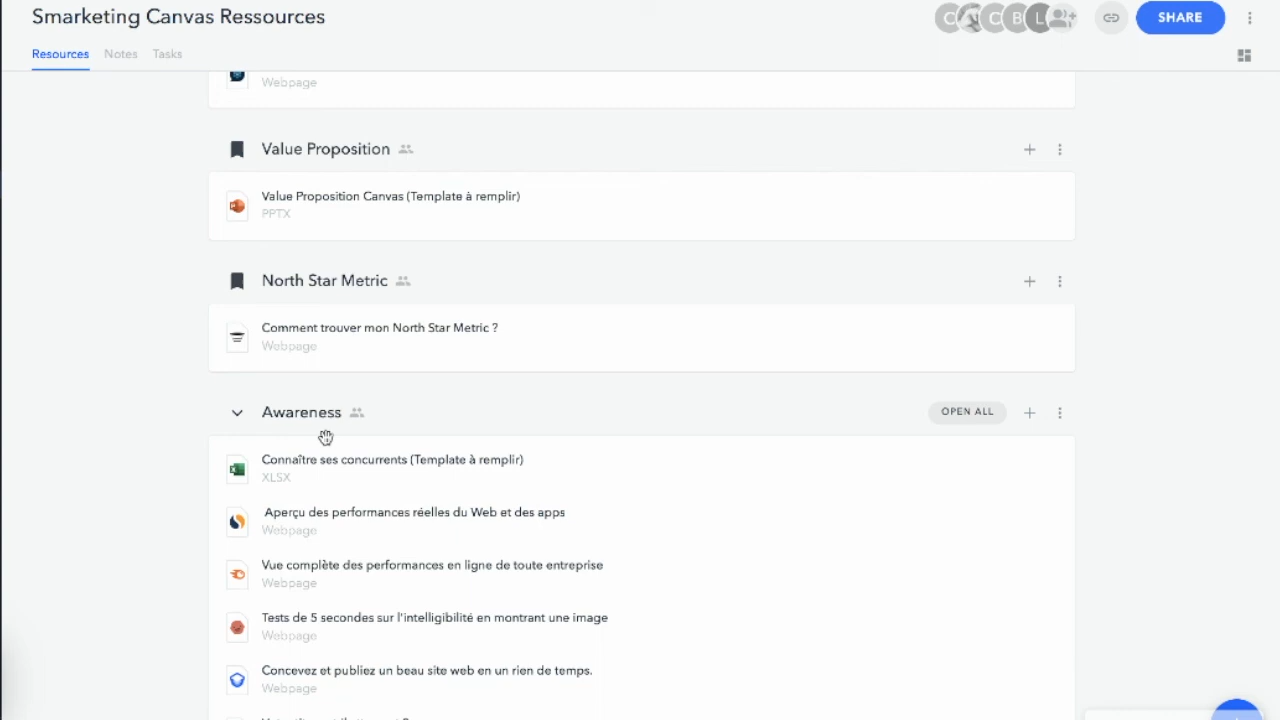 Smarketing Canvas Ressources
C C B L
SHARE
Resources Notes Tasks
Webpage
Value Proposition
Value Proposition Canvas (Template à remplir)
PPTX
North Star Metric
Comment trouver mon North Star Metric ?
Webpage
Awareness
OPEN ALL
Connaître ses concurrents (Template à remplir)
XLSX
Aperçu des performances réelles du Web et des apps
Webpage
Vue complète des performances en ligne de toute entreprise
Webpage
Tests de 5 secondes sur l'intelligibilité en montrant une image
Webpage
Concevez et publiez un beau site web en un rien de temps.
Webpage